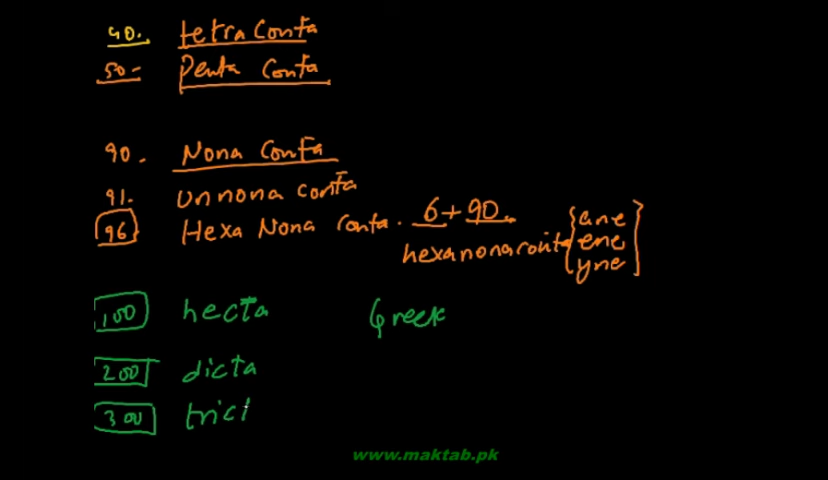 40. tetra Conta
50- Penta Conta
90. Nona Conta
91. Unnona conta
96 Hexa Nona Conta. 6+90.
hexanonaconta {ane ene yne}
100 hecta Greek
200 dicta
300 trict
www.maktab.pk